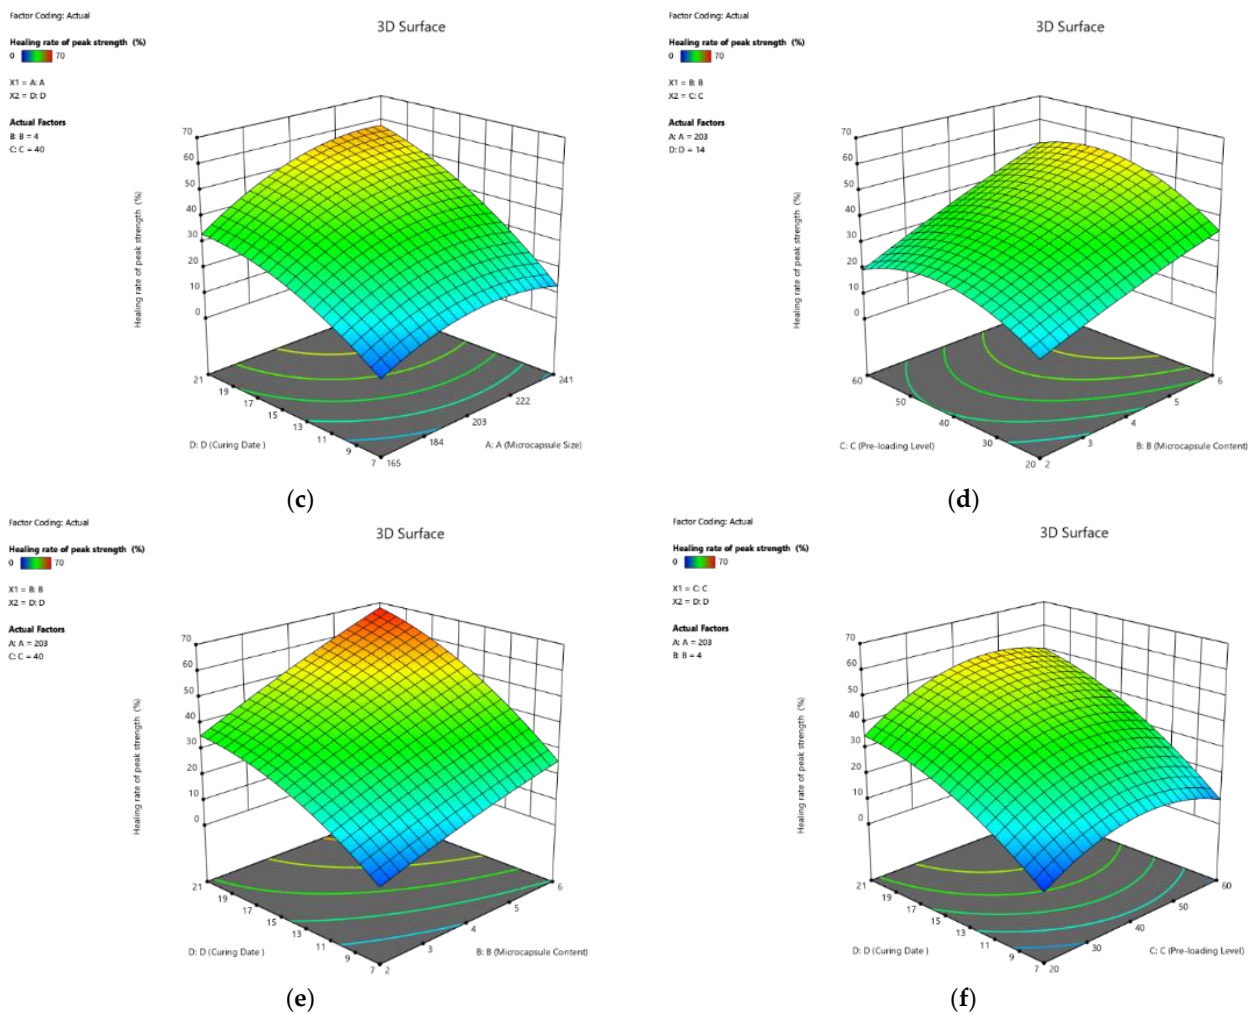 Factor Coding: Actual
3D Surface
Healing rate of peak strength (%)
0 70
X1 = A: A
X2 = D: D
Actual Factors
B: B = 4
C: C = 40
70
60
50
40
30
20
10
0
Healing rate of peak strength (%)
21
19
17
15
13
11
9
7
165
184
203
222
241
D: D (Curing Date )
A: A (Microcapsule Size)
(c)
Factor Coding: Actual
3D Surface
Healing rate of peak strength (%)
0 70
X1 = B: B
X2 = C: C
Actual Factors
A: A = 203
D: D = 14
70
60
50
40
30
20
10
0
Healing rate of peak strength (%)
60
50
40
30
20
2
3
4
5
6
C: C (Pre-loading Level)
B: B (Microcapsule Content)
(d)
Factor Coding: Actual
3D Surface
Healing rate of peak strength (%)
0 70
X1 = B: B
X2 = D: D
Actual Factors
A: A = 203
C: C = 40
70
60
50
40
30
20
10
0
Healing rate of peak strength (%)
21
19
17
15
13
11
9
7
2
3
4
5
6
D: D (Curing Date )
B: B (Microcapsule Content)
(e)
Factor Coding: Actual
3D Surface
Healing rate of peak strength (%)
0 70
X1 = C: C
X2 = D: D
Actual Factors
A: A = 203
B: B = 4
70
60
50
40
30
20
10
0
Healing rate of peak strength (%)
21
19
17
15
13
11
9
7
20
30
40
50
60
D: D (Curing Date )
C: C (Pre-loading Level)
(f)